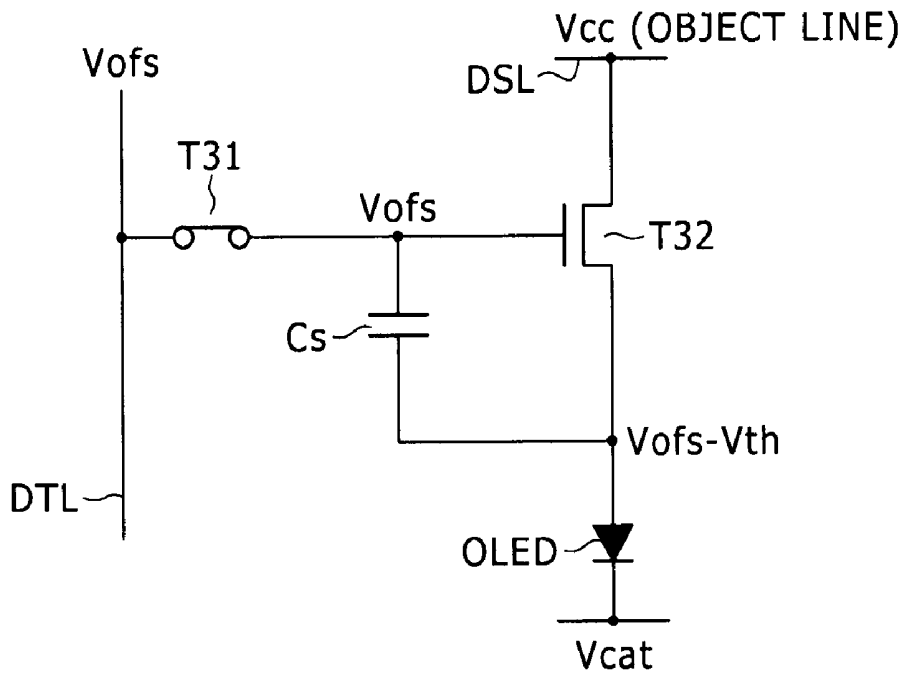 Vcc (OBJECT LINE)
Vofs
DSL
T31
Vofs
T32
Cs
Vofs-Vth
DTL
OLED
Vcat